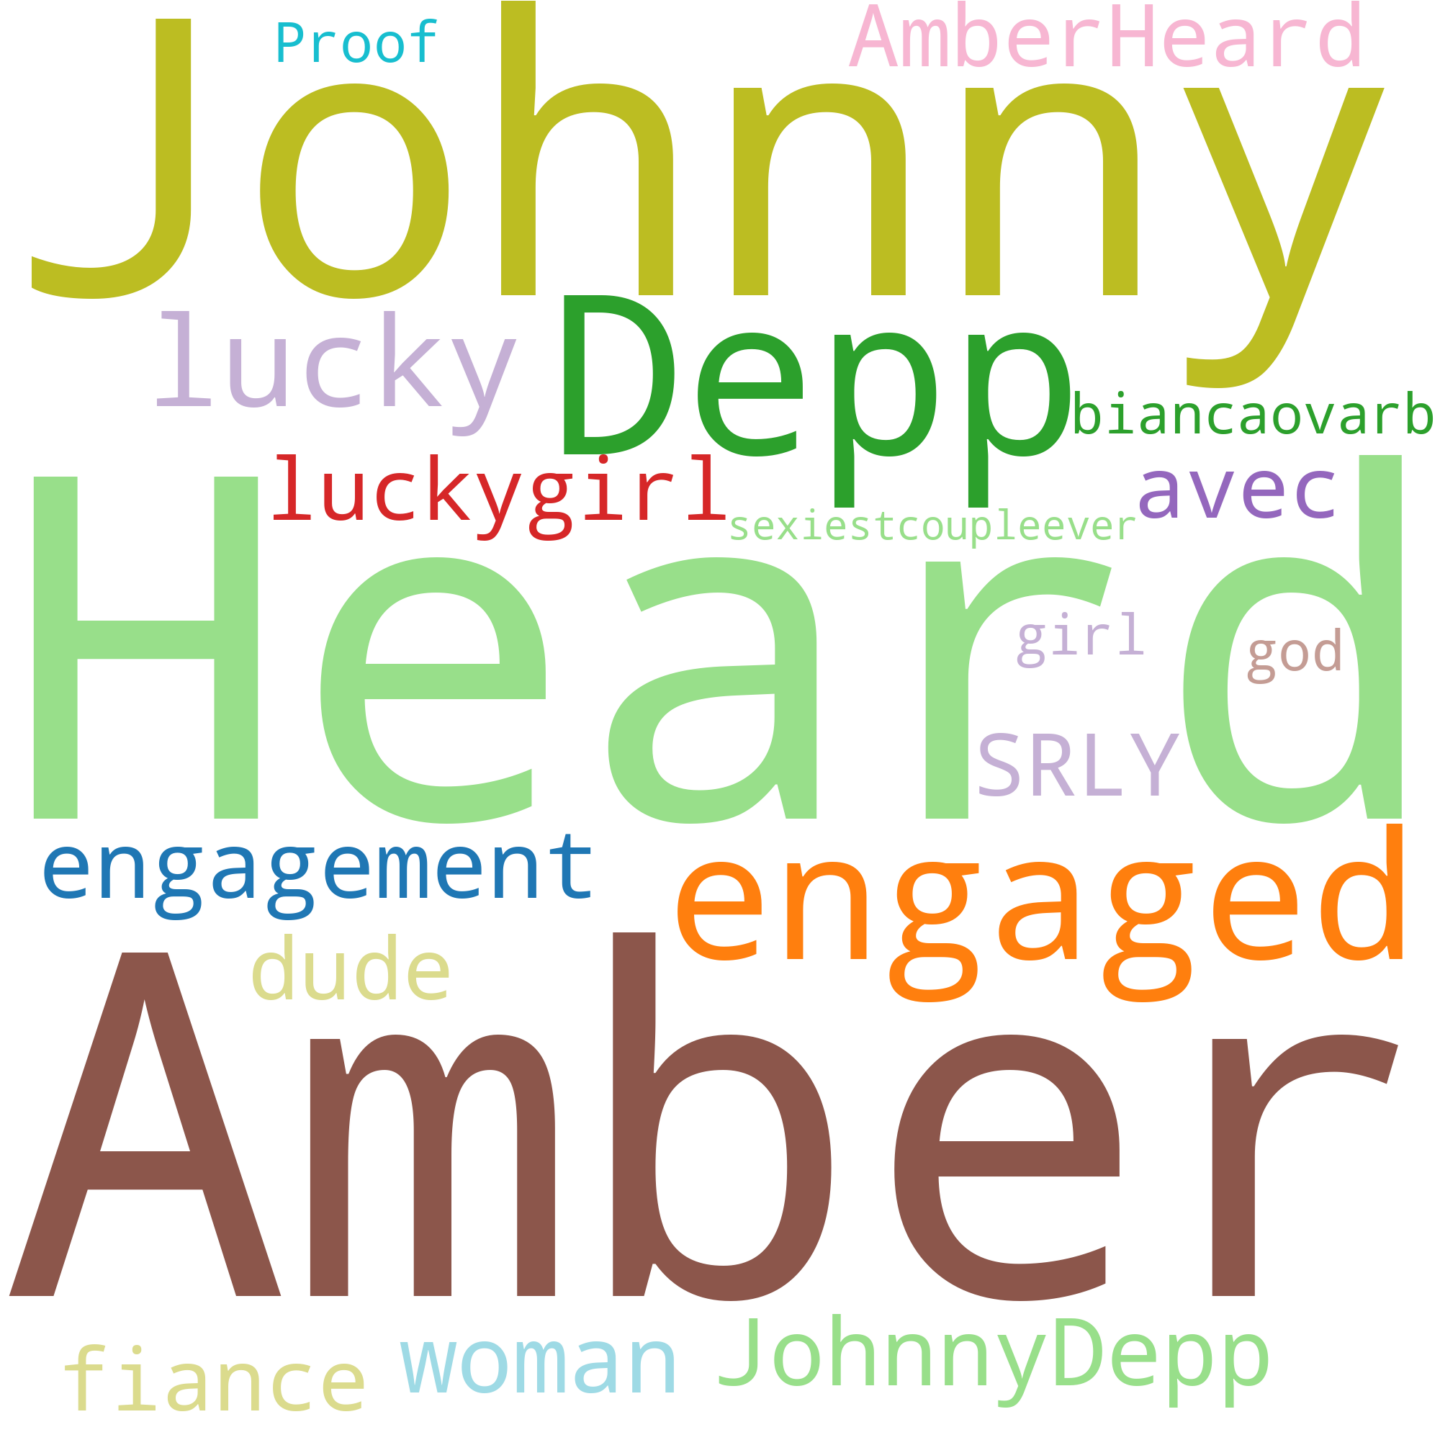 Proof AmberHeard
Johnny
lucky Depp
biancaovarb
luckygirl avec
sexiestcoupleever
Heard
girl god
SRLY
engagement engaged
dude
Amber
fiance woman JohnnyDepp